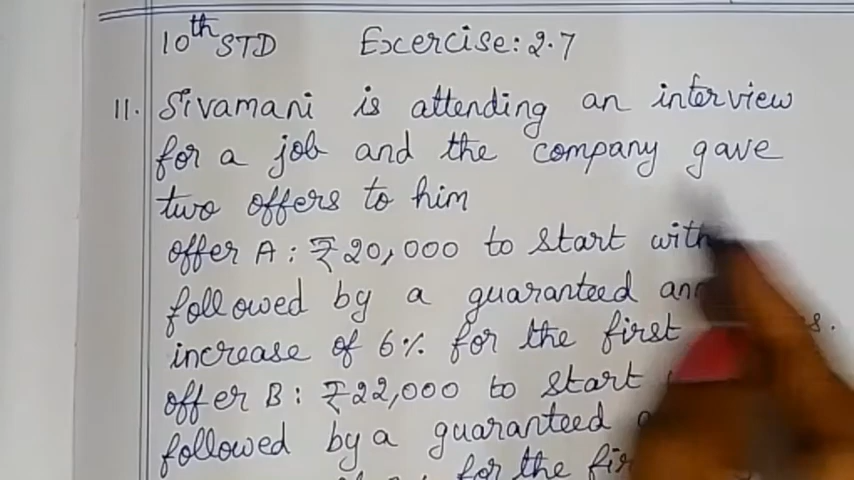 10th STD Excercise: 2.7
11. Sivamani is attending an interview
for a job and the company gave
two offers to him
offer A: ₹20,000 to start with
followed by a guaranteed
increase of 6% for the first
offer B: ₹22,000 to start
followed by a guaranteed
for the